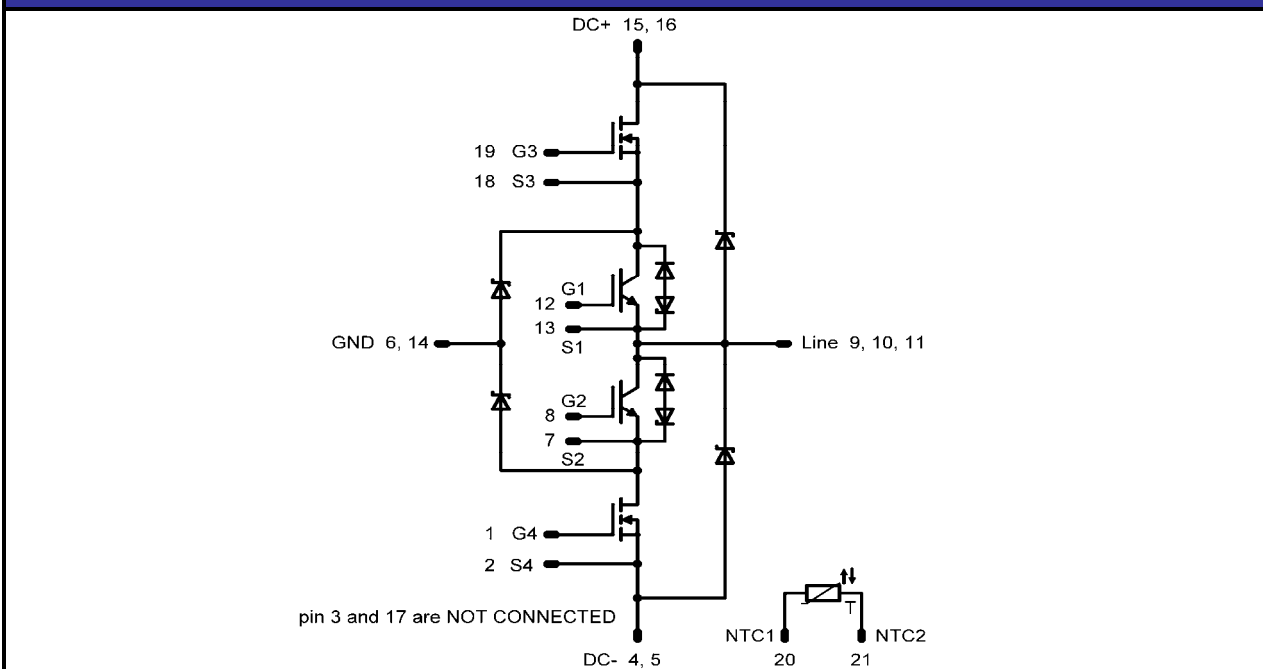 DC+ 15, 16
19 G3
18 S3
G1
12
13
S1
GND 6, 14
Line 9, 10, 11
G2
8
7
S2
1 G4
2 S4
pin 3 and 17 are NOT CONNECTED
T
NTC1 NTC2
20 21
DC- 4, 5